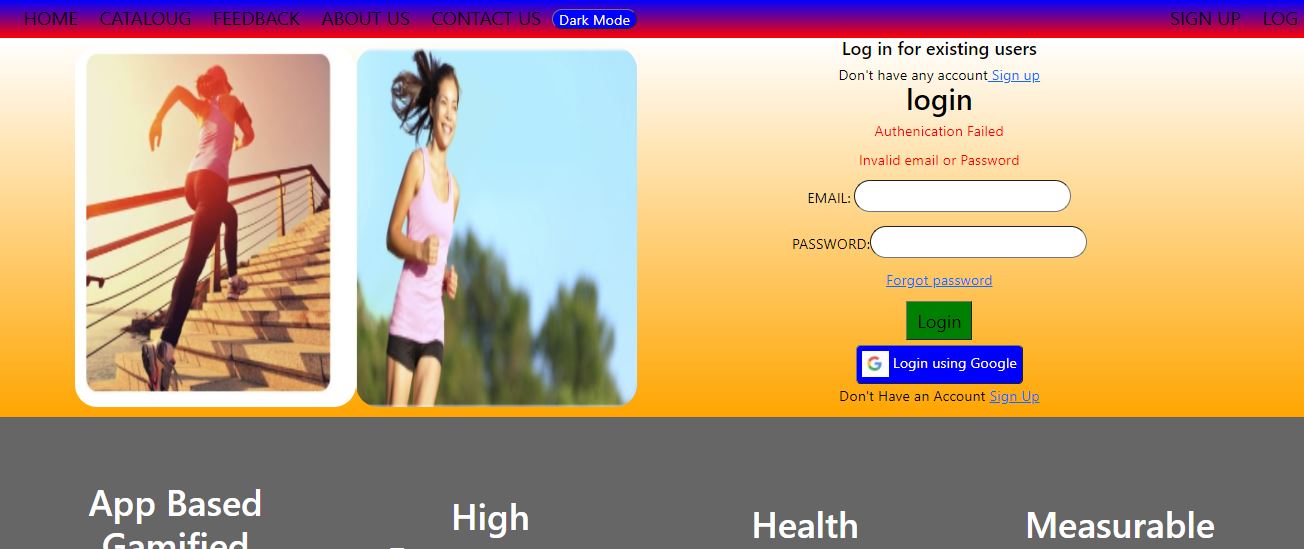 HOME CATALOUG FEEDBACK ABOUT US CONTACT US Dark Mode SIGN UP LOG
Log in for existing users
Don't have any account Sign up
login
Authenication Failed
Invalid email or Password
EMAIL:
PASSWORD:
Forgot password
Login
Login using Google
Don't Have an Account Sign Up
App Based
Gamified
High
Health
Measurable